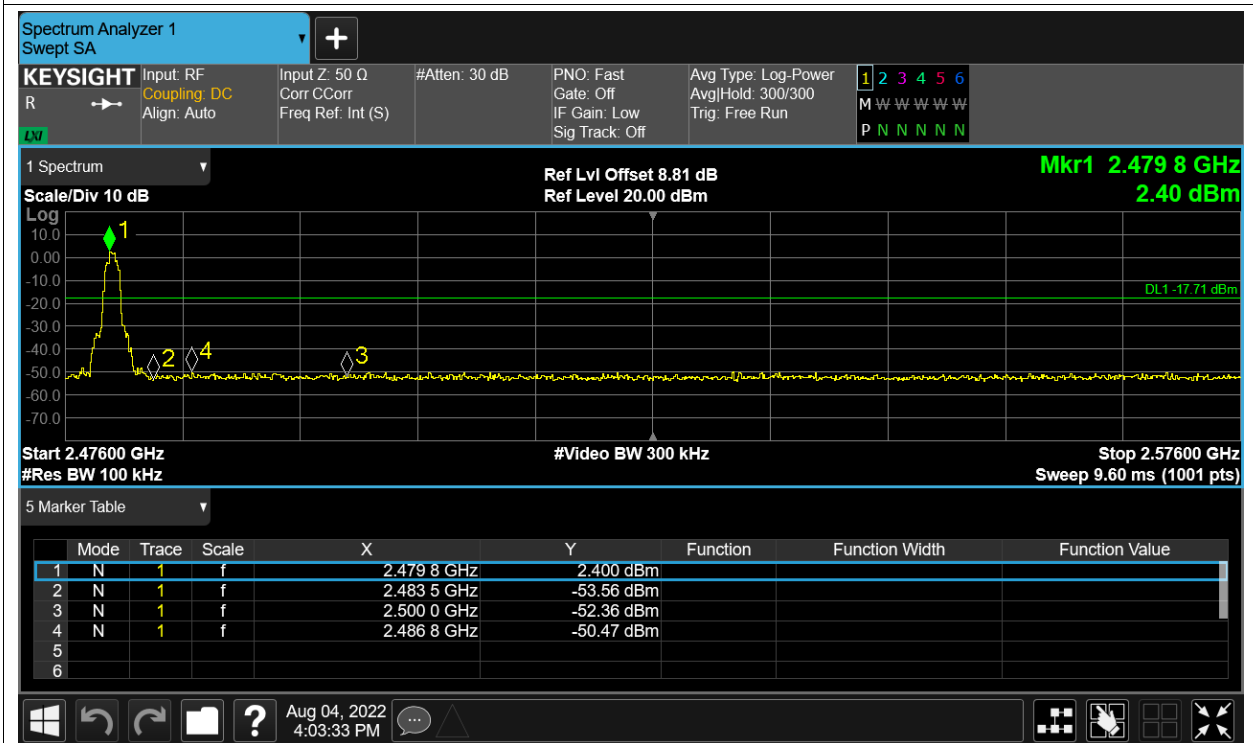 Spectrum Analyzer 1
Swept SA
KEYSIGHT
R
LXI
Input: RF
Coupling: DC
Align: Auto
Input Z: 50 Ω
Corr CCorr
Freq Ref: Int (S)
#Atten: 30 dB
PNO: Fast
Gate: Off
IF Gain: Low
Sig Track: Off
Avg Type: Log-Power
Avg|Hold: 300/300
Trig: Free Run
1 2 3 4 5 6
M W W W W W
P N N N N N
1 Spectrum
Scale/Div 10 dB
Ref Lvl Offset 8.81 dB
Ref Level 20.00 dBm
Mkr1 2.479 8 GHz
2.40 dBm
Log
10.0
0.00
-10.0
-20.0
-30.0
-40.0
-50.0
-60.0
-70.0
1
2
4
3
DL1 -17.71 dBm
Start 2.47600 GHz
#Res BW 100 kHz
#Video BW 300 kHz
Stop 2.57600 GHz
Sweep 9.60 ms (1001 pts)
5 Marker Table
Mode Trace Scale X Y Function Function Width Function Value
1 N 1 f 2.479 8 GHz 2.400 dBm
2 N 1 f 2.483 5 GHz -53.56 dBm
3 N 1 f 2.500 0 GHz -52.36 dBm
4 N 1 f 2.486 8 GHz -50.47 dBm
5
6
?
Aug 04, 2022
4:03:33 PM